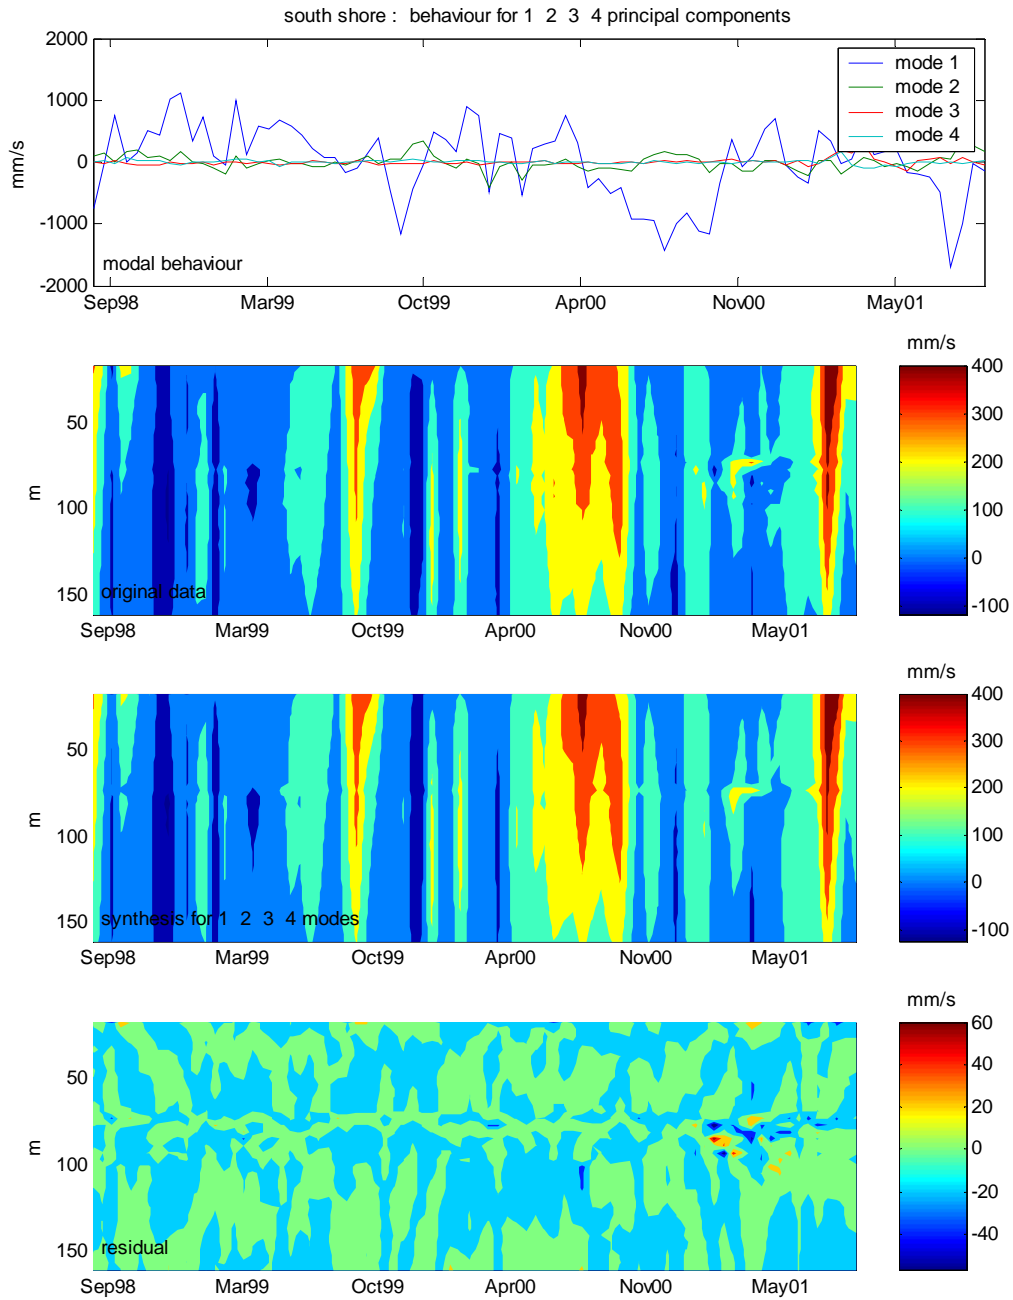 south shore :  behaviour for 1  2  3  4 principal components
2000
1000
0
-1000
-2000
mm/s
mode 1
mode 2
mode 3
mode 4
modal behaviour
Sep98 Mar99 Oct99 Apr00 Nov00 May01
mm/s
50
100
150
m
original data
400
300
200
100
0
-100
Sep98 Mar99 Oct99 Apr00 Nov00 May01
mm/s
50
100
150
m
synthesis for 1  2  3  4 modes
400
300
200
100
0
-100
Sep98 Mar99 Oct99 Apr00 Nov00 May01
mm/s
50
100
150
m
residual
60
40
20
0
-20
-40
Sep98 Mar99 Oct99 Apr00 Nov00 May01